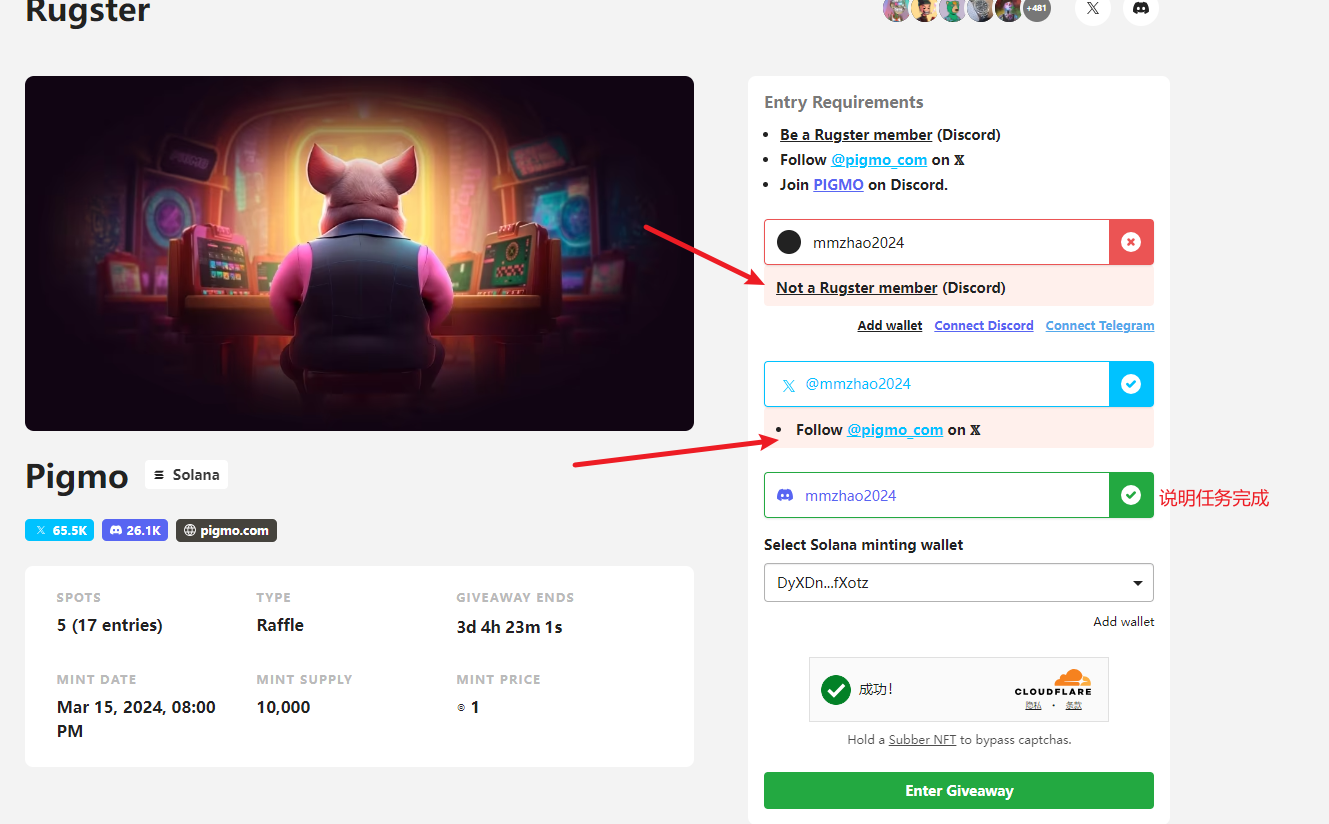 Rugster
+481
Entry Requirements
• Be a Rugster member (Discord)
• Follow @pigmo_com on 𝕏
• Join PIGMO on Discord.
mmzhao2024
Not a Rugster member (Discord)
Add wallet Connect Discord Connect Telegram
@mmzhao2024
• Follow @pigmo_com on 𝕏
mmzhao2024
说明任务完成
Select Solana minting wallet
DyXDn...fXotz
Add wallet
成功!
CLOUDFLARE
隐私 • 条款
Hold a Subber NFT to bypass captchas.
Enter Giveaway
Pigmo
Solana
65.5K
26.1K
pigmo.com
SPOTS
5 (17 entries)
TYPE
Raffle
GIVEAWAY ENDS
3d 4h 23m 1s
MINT DATE
Mar 15, 2024, 08:00
PM
MINT SUPPLY
10,000
MINT PRICE
1